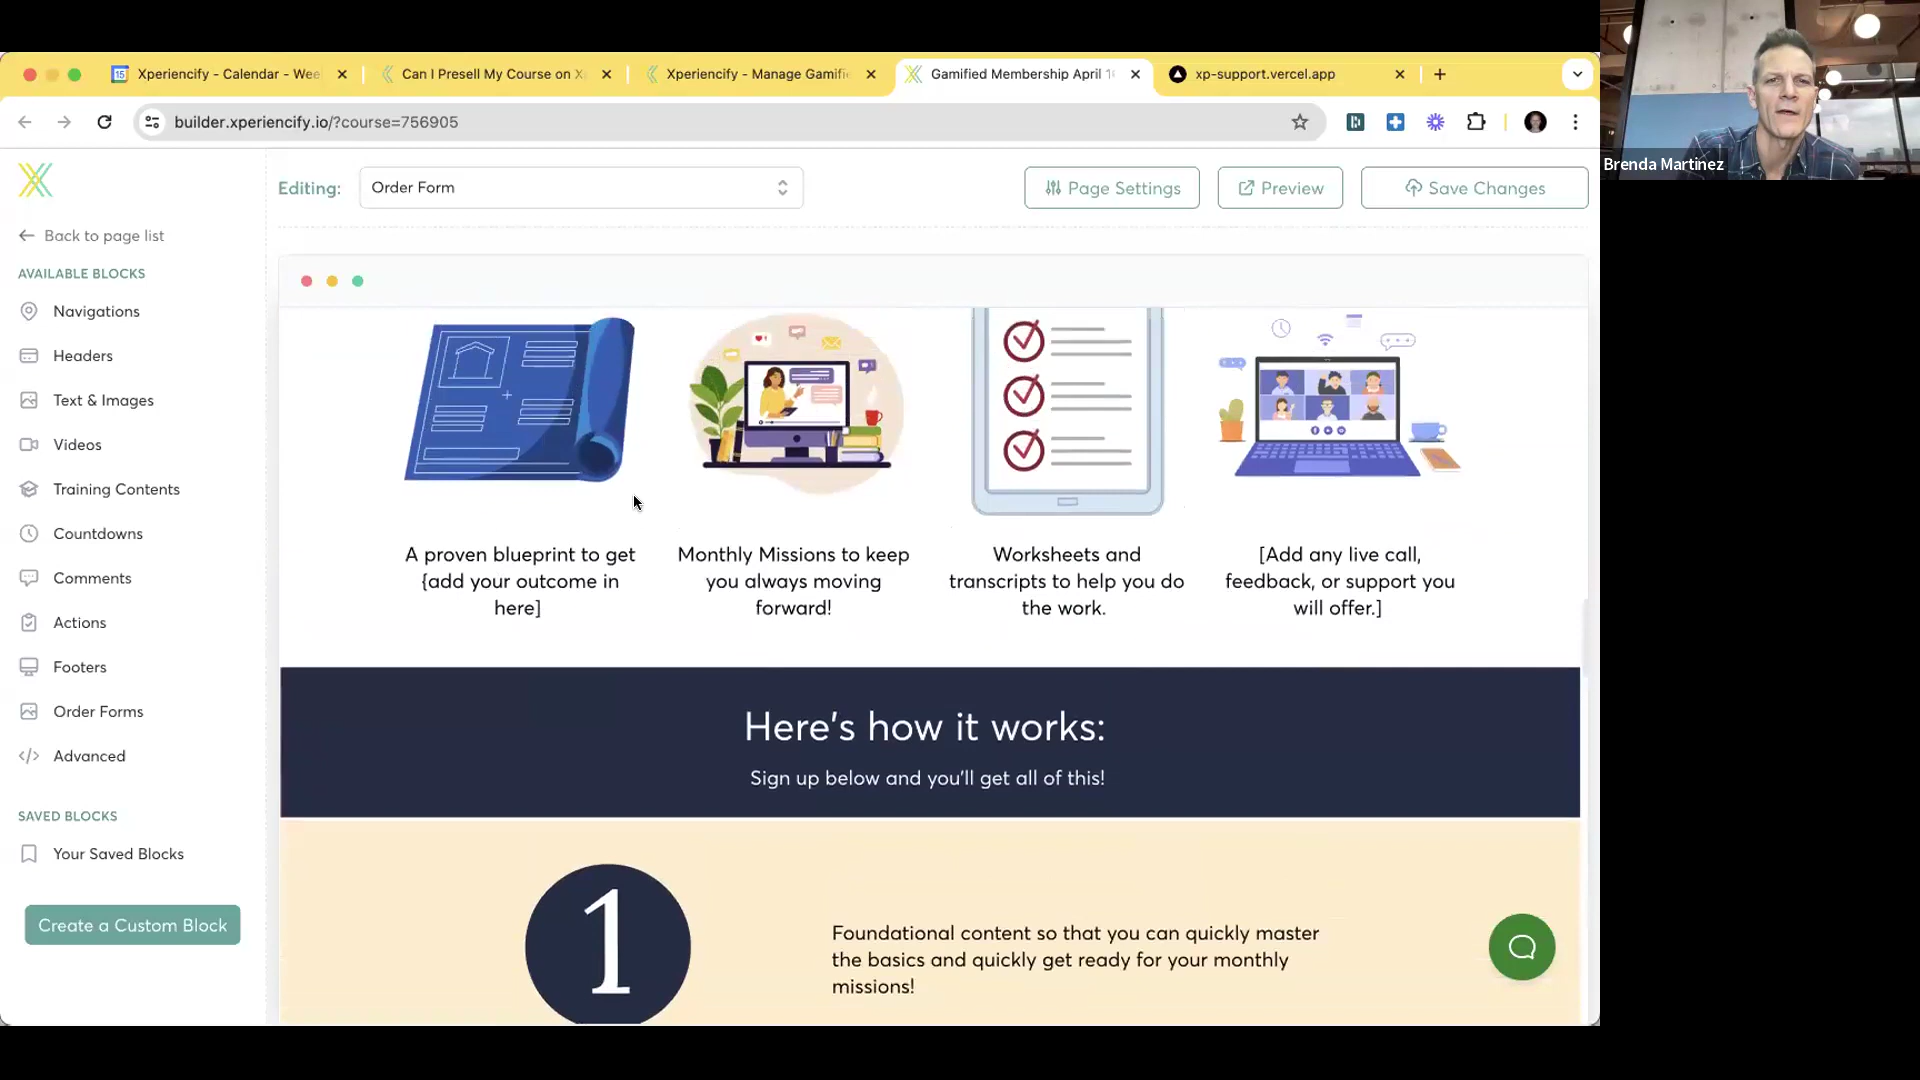 Xperiencify - Calendar - Wee
Can I Presell My Course on X
Xperiencify - Manage Gamifie
Gamified Membership April 1
xp-support.vercel.app
builder.xperiencify.io/?course=756905
Brenda Martinez
Editing:
Order Form
Page Settings
Preview
Save Changes
Back to page list
AVAILABLE BLOCKS
Navigations
Headers
Text & Images
Videos
Training Contents
Countdowns
Comments
Actions
Footers
Order Forms
Advanced
SAVED BLOCKS
Your Saved Blocks
Create a Custom Block
A proven blueprint to get
{add your outcome in
here]
Monthly Missions to keep
you always moving
forward!
Worksheets and
transcripts to help you do
the work.
[Add any live call,
feedback, or support you
will offer.]
Here's how it works:
Sign up below and you'll get all of this!
1
Foundational content so that you can quickly master
the basics and quickly get ready for your monthly
missions!